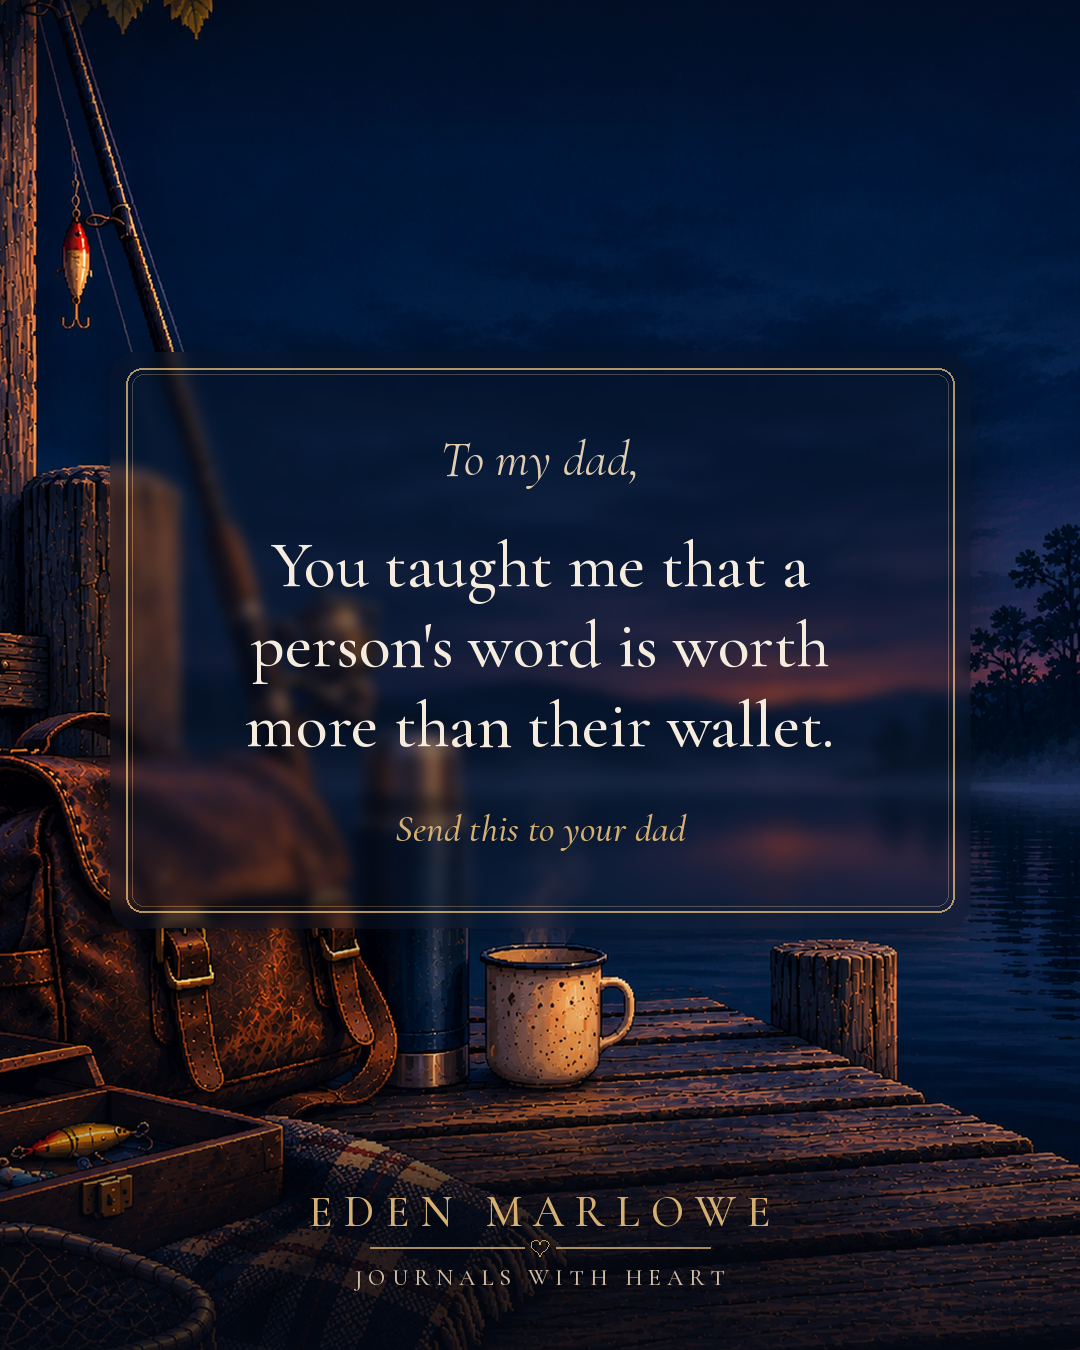 To my dad,
You taught me that a
person's word is worth
more than their wallet.
Send this to your dad
EDEN MARLOWE
JOURNALS WITH HEART